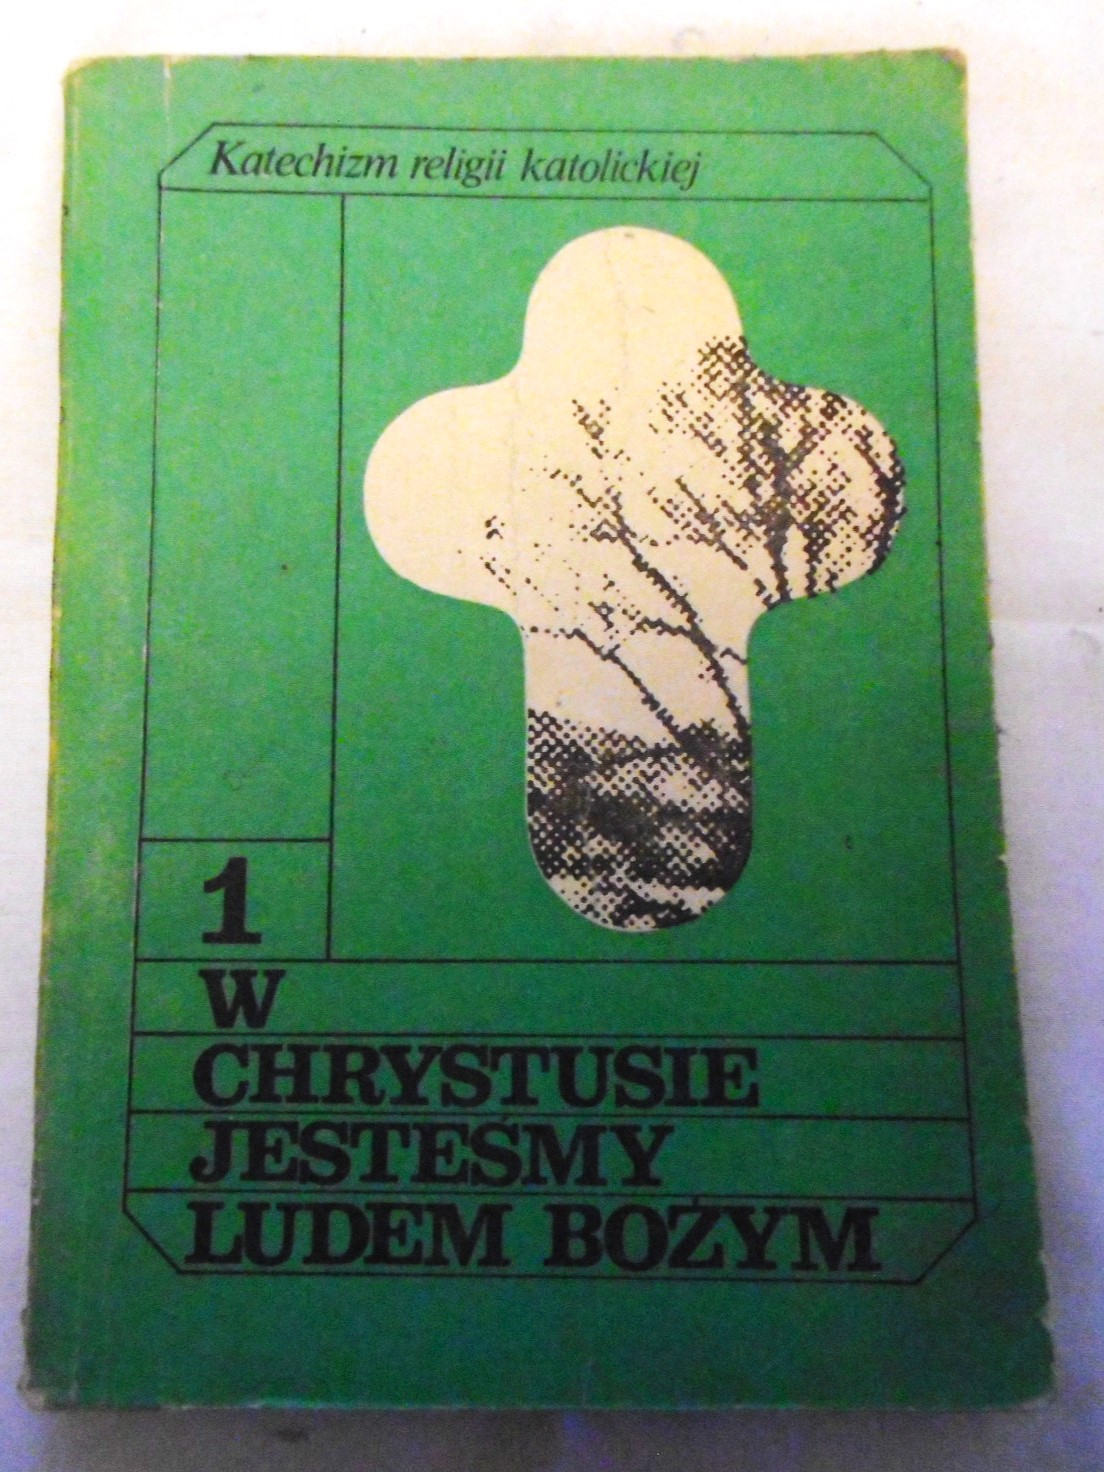 Katechizm religii katolickiej
1
W
CHRYSTUSIE
JESTEŚMY
LUDEM BOŻYM